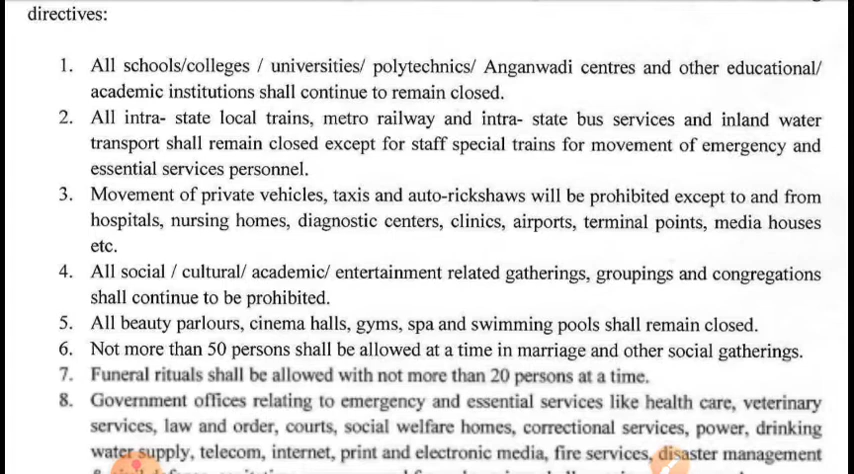 directives:
1. All schools/colleges / universities/ polytechnics/ Anganwadi centres and other educational/
academic institutions shall continue to remain closed.
2. All intra- state local trains, metro railway and intra- state bus services and inland water
transport shall remain closed except for staff special trains for movement of emergency and
essential services personnel.
3. Movement of private vehicles, taxis and auto-rickshaws will be prohibited except to and from
hospitals, nursing homes, diagnostic centers, clinics, airports, terminal points, media houses
etc.
4. All social / cultural/ academic/ entertainment related gatherings, groupings and congregations
shall continue to be prohibited.
5. All beauty parlours, cinema halls, gyms, spa and swimming pools shall remain closed.
6. Not more than 50 persons shall be allowed at a time in marriage and other social gatherings.
7. Funeral rituals shall be allowed with not more than 20 persons at a time.
8. Government offices relating to emergency and essential services like health care, veterinary
services, law and order, courts, social welfare homes, correctional services, power, drinking
water supply, telecom, internet, print and electronic media, fire services, disaster management